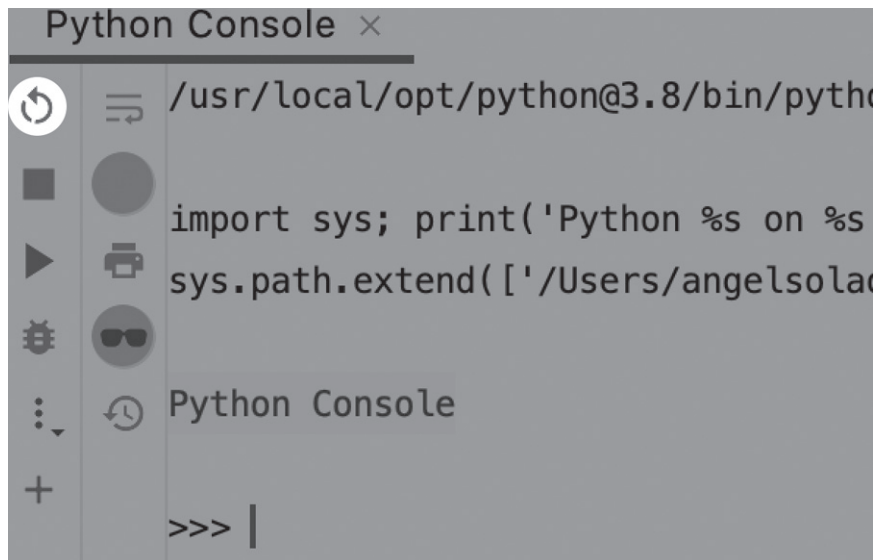 Python Console ×
/usr/local/opt/python@3.8/bin/pytho
import sys; print('Python %s on %s
sys.path.extend(['/Users/angelsolac
Python Console
>>>